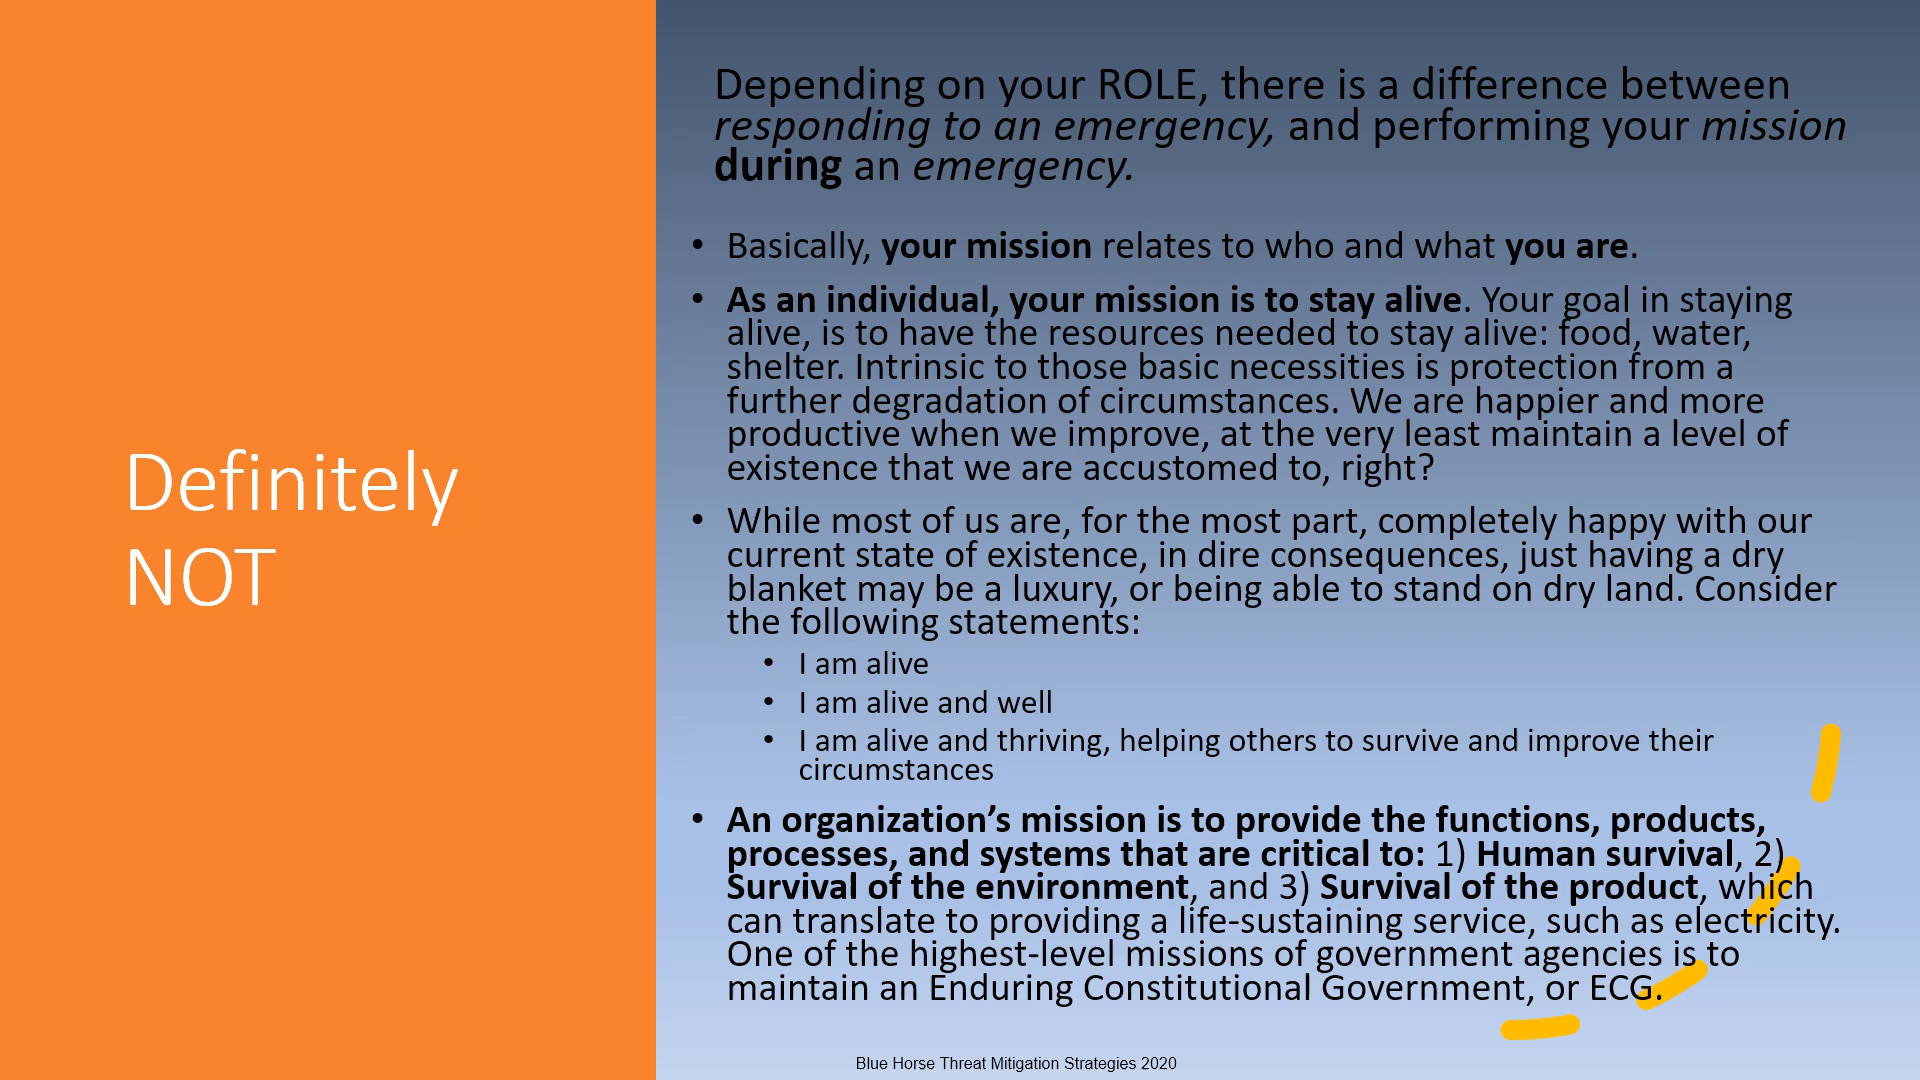 Definitely
NOT
Depending on your ROLE, there is a difference between
responding to an emergency, and performing your mission
during an emergency.
• Basically, your mission relates to who and what you are.
• As an individual, your mission is to stay alive. Your goal in staying
alive, is to have the resources needed to stay alive: food, water,
shelter. Intrinsic to those basic necessities is protection from a
further degradation of circumstances. We are happier and more
productive when we improve, at the very least maintain a level of
existence that we are accustomed to, right?
• While most of us are, for the most part, completely happy with our
current state of existence, in dire consequences, just having a dry
blanket may be a luxury, or being able to stand on dry land. Consider
the following statements:
• I am alive
• I am alive and well
• I am alive and thriving, helping others to survive and improve their
circumstances
• An organization’s mission is to provide the functions, products,
processes, and systems that are critical to: 1) Human survival, 2)
Survival of the environment, and 3) Survival of the product, which
can translate to providing a life-sustaining service, such as electricity.
One of the highest-level missions of government agencies is to
maintain an Enduring Constitutional Government, or ECG.
Blue Horse Threat Mitigation Strategies 2020